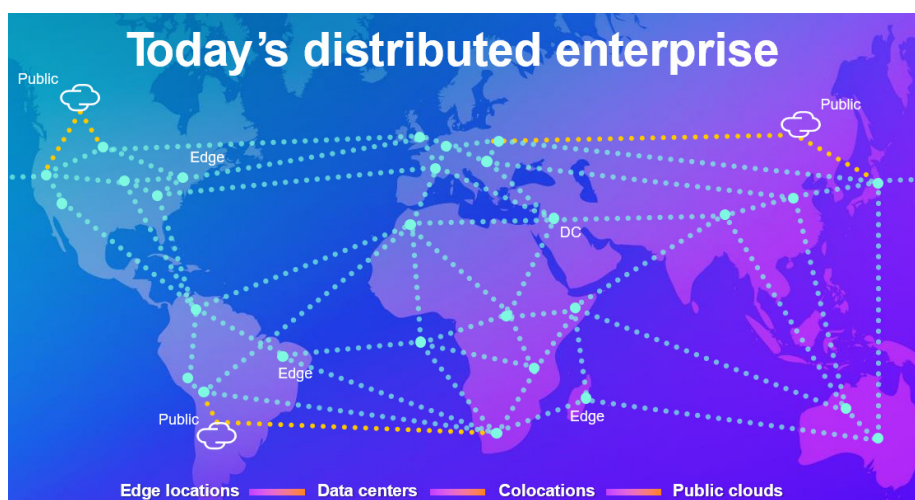 Today's distributed enterprise
Public
Public
Edge
DC
Edge
Edge
Public
Edge locations Data centers Colocations Public clouds